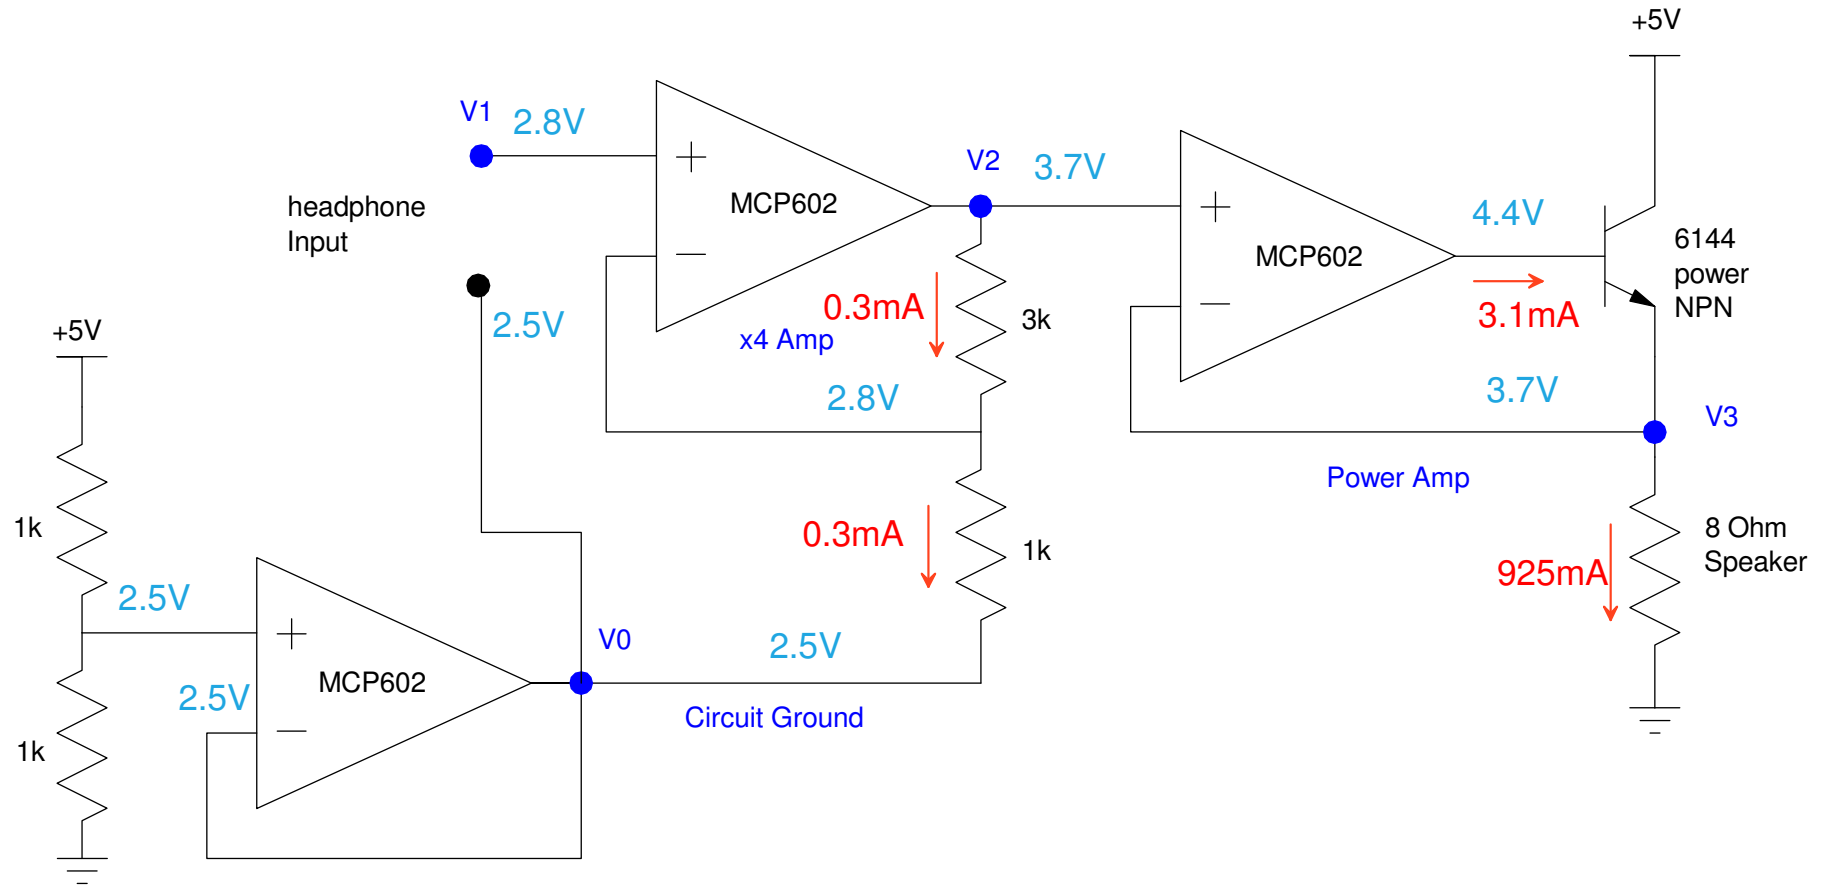 +5V
V1
2.8V
V2
3.7V
MCP602
headphone
Input
4.4V
6144
power
NPN
MCP602
0.3mA
3k
3.1mA
2.5V
+5V
x4 Amp
2.8V
3.7V
V3
Power Amp
1k
0.3mA
1k
8 Ohm
Speaker
925mA
2.5V
V0
2.5V
MCP602
2.5V
Circuit Ground
1k